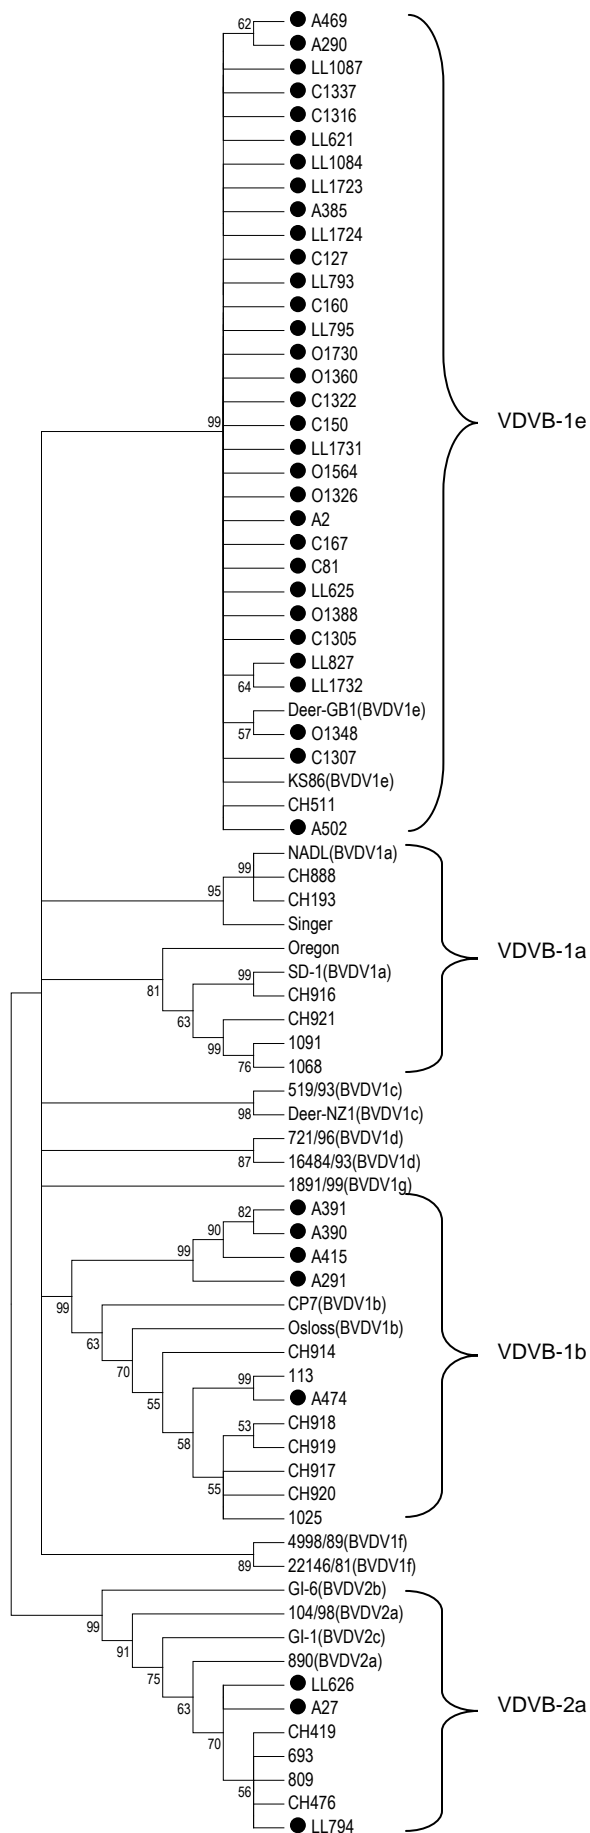 62
A469
A290
LL1087
C1337
C1316
LL621
LL1084
LL1723
A385
LL1724
C127
LL793
C160
LL795
O1730
O1360
C1322
99
C150
VDVB-1e
LL1731
O1564
O1326
A2
C167
C81
LL625
O1388
C1305
LL827
64
LL1732
Deer-GB1(BVDV1e)
57
O1348
C1307
KS86(BVDV1e)
CH511
A502
NADL(BVDV1a)
99
CH888
95
CH193
Singer
Oregon
VDVB-1a
SD-1(BVDV1a)
99
81
CH916
63
CH921
99
1091
76
1068
519/93(BVDV1c)
98
Deer-NZ1(BVDV1c)
721/96(BVDV1d)
87
16484/93(BVDV1d)
1891/99(BVDV1g)
82
A391
90
A390
99
A415
A291
99
CP7(BVDV1b)
63
Osloss(BVDV1b)
70
CH914
VDVB-1b
55
113
99
A474
58
CH918
53
CH919
CH917
55
CH920
1025
4998/89(BVDV1f)
89
22146/81(BVDV1f)
GI-6(BVDV2b)
99
104/98(BVDV2a)
91
GI-1(BVDV2c)
75
890(BVDV2a)
63
LL626
A27
VDVB-2a
70
CH419
693
809
56
CH476
LL794